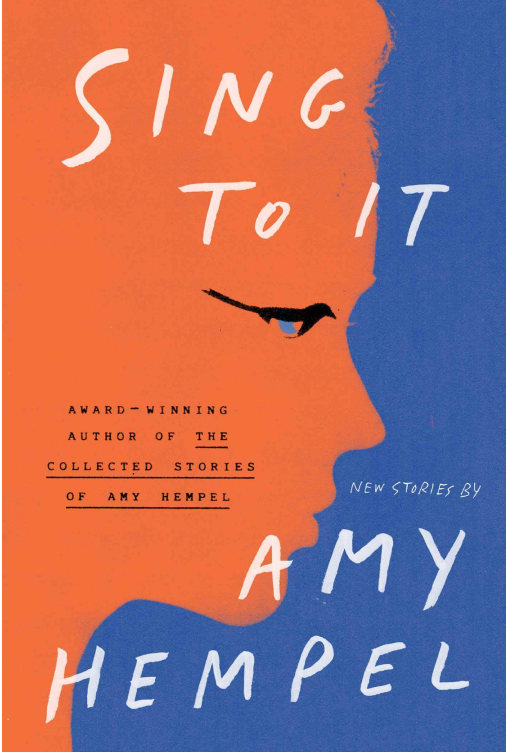 SING
TO IT
AWARD-WINNING
AUTHOR OF THE
COLLECTED STORIES
OF AMY HEMPEL
NEW STORIES BY
AMY
HEMPEL